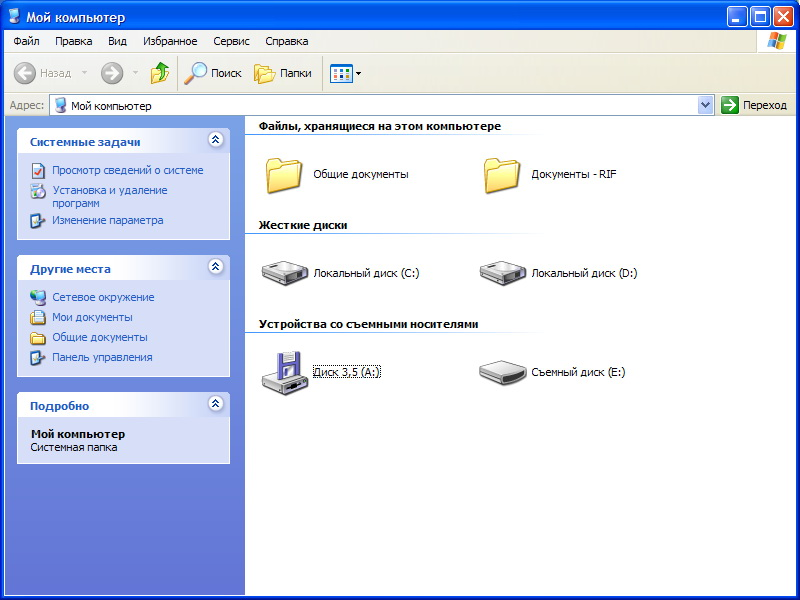 Мой компьютер
Файл Правка Вид Избранное Сервис Справка
Назад Поиск Папки
Адрес: Мой компьютер Переход
Системные задачи
Просмотр сведений о системе
Установка и удаление
программ
Изменение параметра
Другие места
Сетевое окружение
Мои документы
Общие документы
Панель управления
Подробно
Мой компьютер
Системная папка
Файлы, хранящиеся на этом компьютере
Общие документы Документы - RIF
Жесткие диски
Локальный диск (C:) Локальный диск (D:)
Устройства со съемными носителями
Диск 3,5 (A:) Съемный диск (E:)